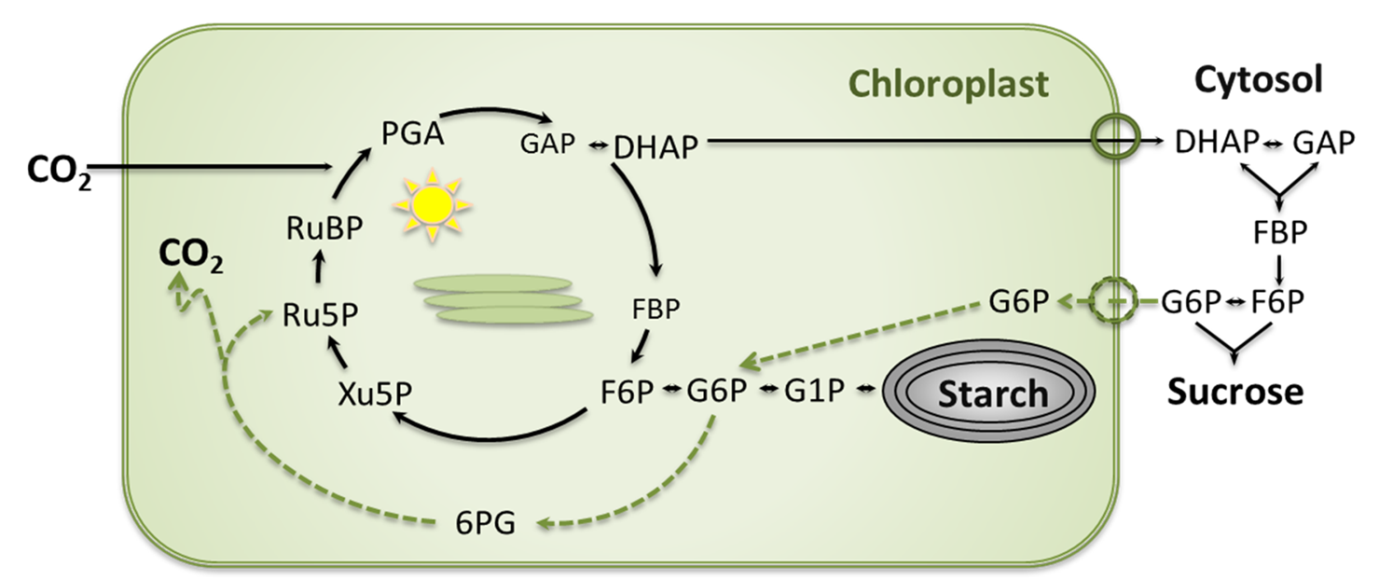 Chloroplast
Cytosol
PGA
GAP
DHAP
DHAP
GAP
CO2
RuBP
FBP
CO2
Ru5P
FBP
G6P
G6P
F6P
Xu5P
F6P
G6P
G1P
Starch
Sucrose
6PG